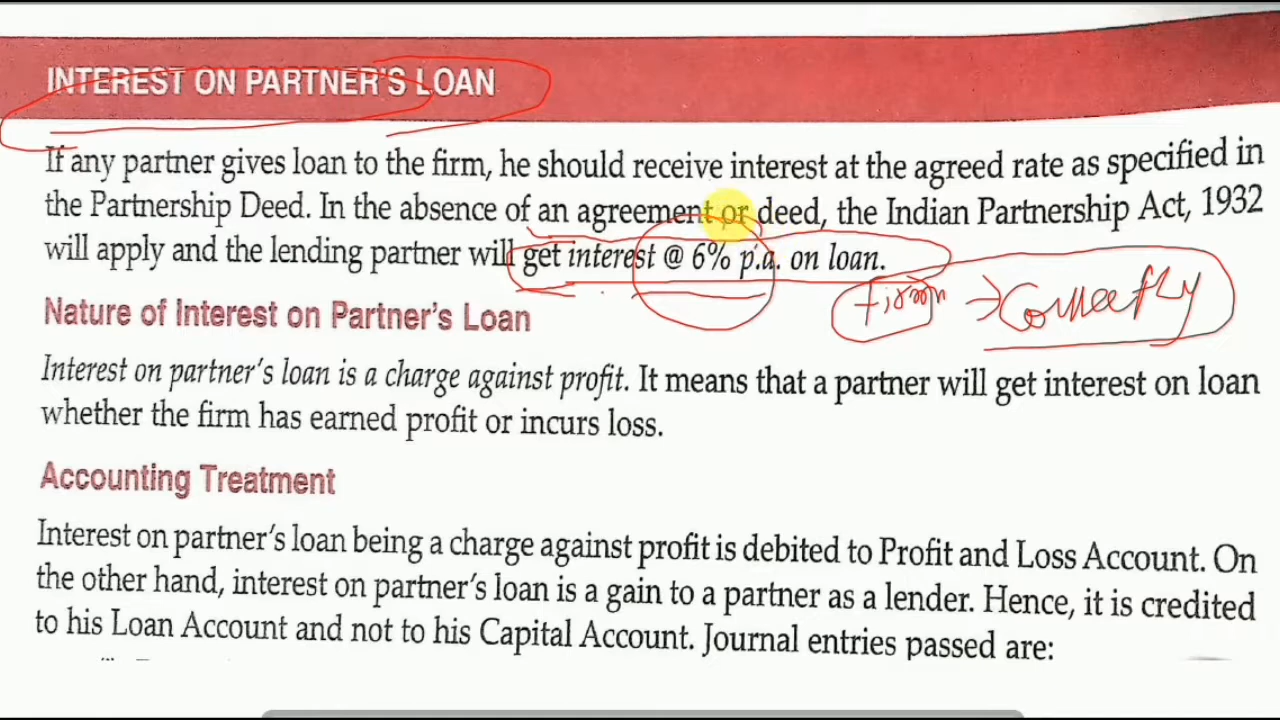 INTEREST ON PARTNER'S LOAN
If any partner gives loan to the firm, he should receive interest at the agreed rate as specified in
the Partnership Deed. In the absence of an agreement or deed, the Indian Partnership Act, 1932
will apply and the lending partner will get interest @ 6% p.a. on loan.
Nature of Interest on Partner's Loan
Interest on partner's loan is a charge against profit. It means that a partner will get interest on loan
whether the firm has earned profit or incurs loss.
Accounting Treatment
Interest on partner's loan being a charge against profit is debited to Profit and Loss Account. On
the other hand, interest on partner's loan is a gain to a partner as a lender. Hence, it is credited
to his Loan Account and not to his Capital Account. Journal entries passed are: